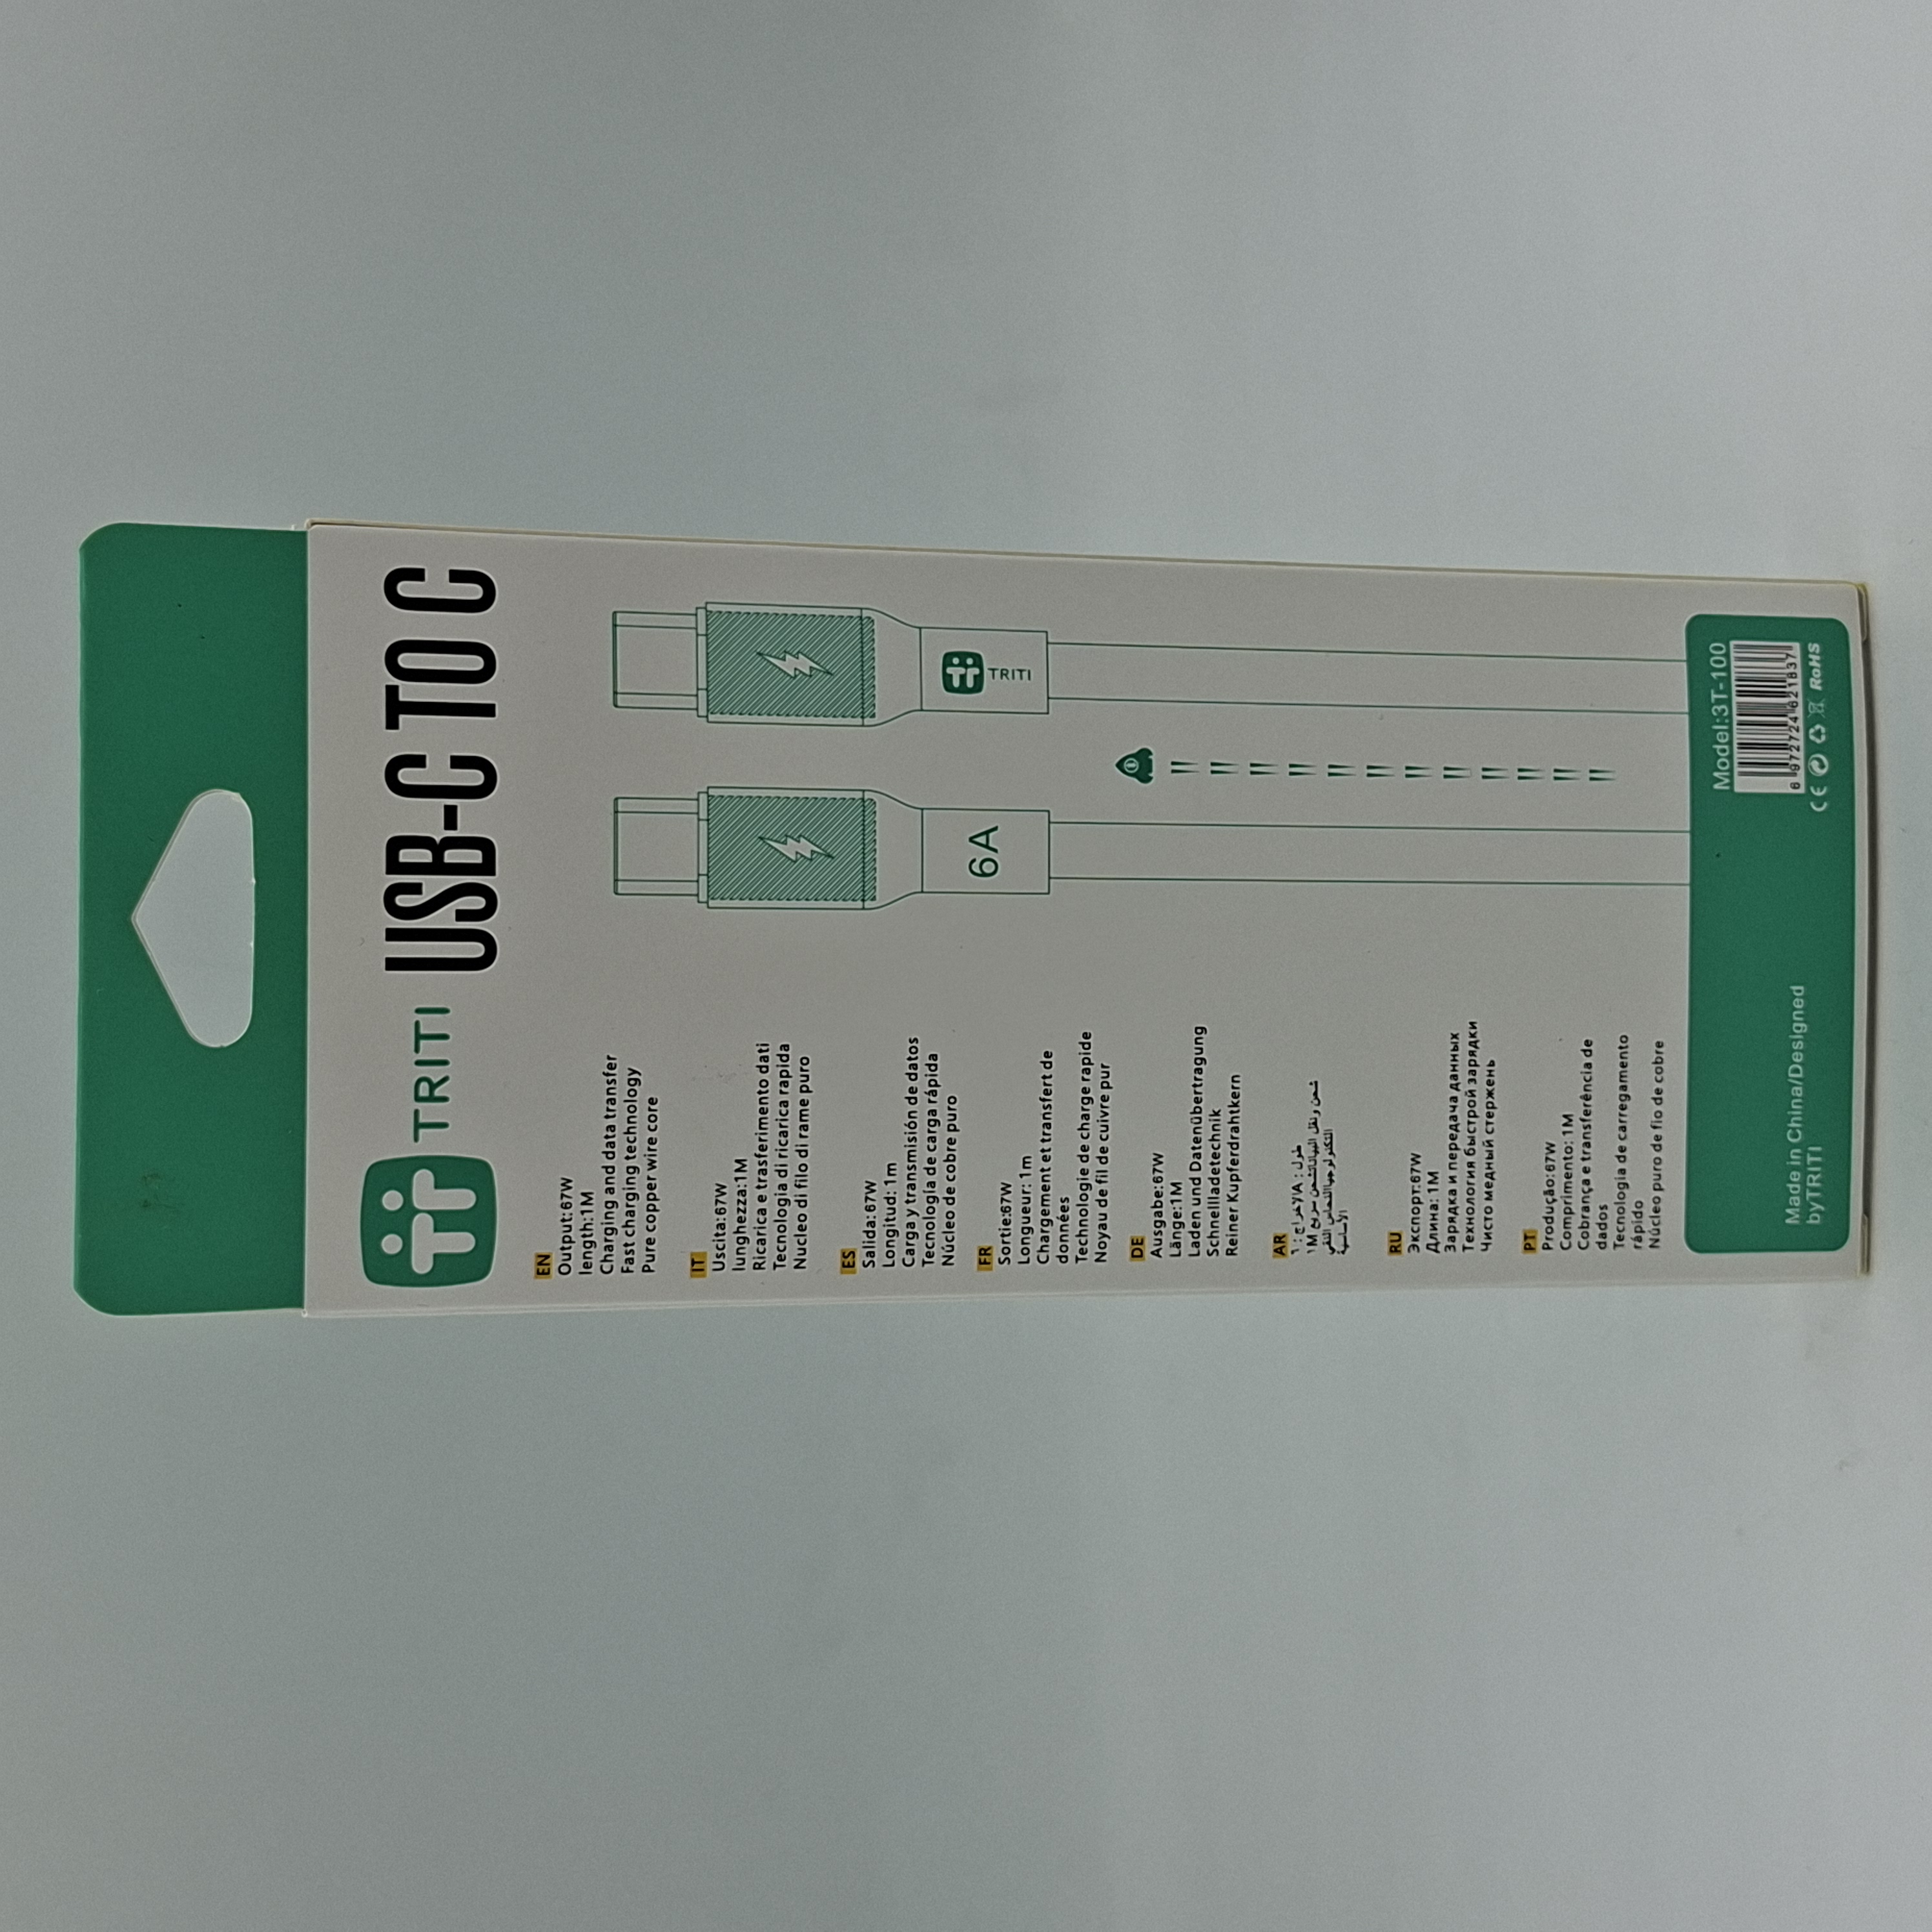 TRITI
USB-C TO C
EN
Output:67W
length:1M
Charging and data transfer
Fast charging technology
Pure copper wire core
IT
Uscita:67W
lunghezza:1M
Ricarica e trasferimento dati
Tecnologia di ricarica rapida
Nucleo di filo di rame puro
ES
Salida:67W
Longitud: 1m
Carga y transmisión de datos
Tecnología de carga rápida
Núcleo de cobre puro
FR
Sortie:67W
Longueur: 1m
Chargement et transfert de
données
Technologie de charge rapide
Noyau de fil de cuivre pur
DE
Ausgabe:67W
Länge:1M
Laden und Datenübertragung
Schnellladetechnik
Reiner Kupferdrahtkern
AR
RU
Экспорт:67W
Длина: 1M
Зарядка и передача данных
Технология быстрой зарядки
Чисто медный стержень
PT
Produção:67W
Comprimento: 1M
Cobrança e transferência de
dados
Tecnologia de carregamento
rápido
Núcleo puro de fio de cobre
6A
TRITI
Made in China/Designed
byTRITI
Model:3T-100
6 972724 621837
CE RoHS